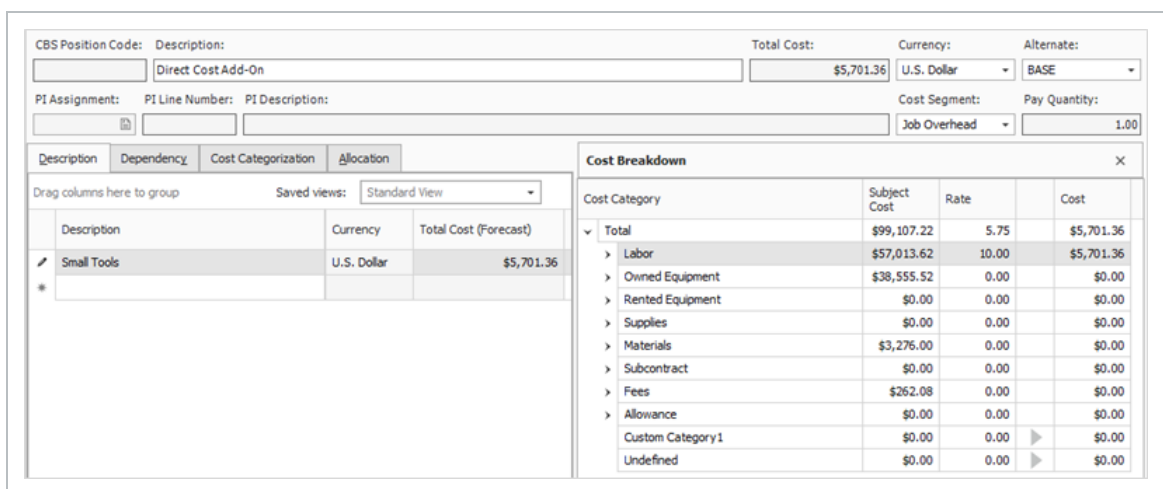 CBS Position Code: Description: Total Cost: Currency: Alternate:
Direct Cost Add-On $5,701.36 U.S. Dollar BASE
PI Assignment: PI Line Number: PI Description: Cost Segment: Pay Quantity:
Job Overhead 1.00
Description Dependency Cost Categorization Allocation
Drag columns here to group Saved views: Standard View
Description Currency Total Cost (Forecast)
Small Tools U.S. Dollar $5,701.36
Cost Breakdown
Cost Category Subject Cost Rate Cost
Total $99,107.22 5.75 $5,701.36
Labor $57,013.62 10.00 $5,701.36
Owned Equipment $38,555.52 0.00 $0.00
Rented Equipment $0.00 0.00 $0.00
Supplies $0.00 0.00 $0.00
Materials $3,276.00 0.00 $0.00
Subcontract $0.00 0.00 $0.00
Fees $262.08 0.00 $0.00
Allowance $0.00 0.00 $0.00
Custom Category1 $0.00 0.00 $0.00
Undefined $0.00 0.00 $0.00